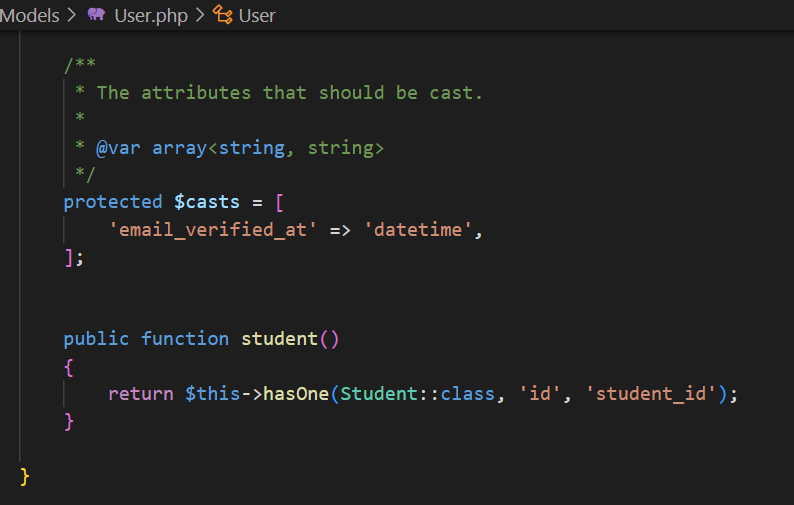 Models > User.php > User
/**
* The attributes that should be cast.
*
* @var array<string, string>
*/
protected $casts = [
'email_verified_at' => 'datetime',
];
public function student()
{
return $this->hasOne(Student::class, 'id', 'student_id');
}
}